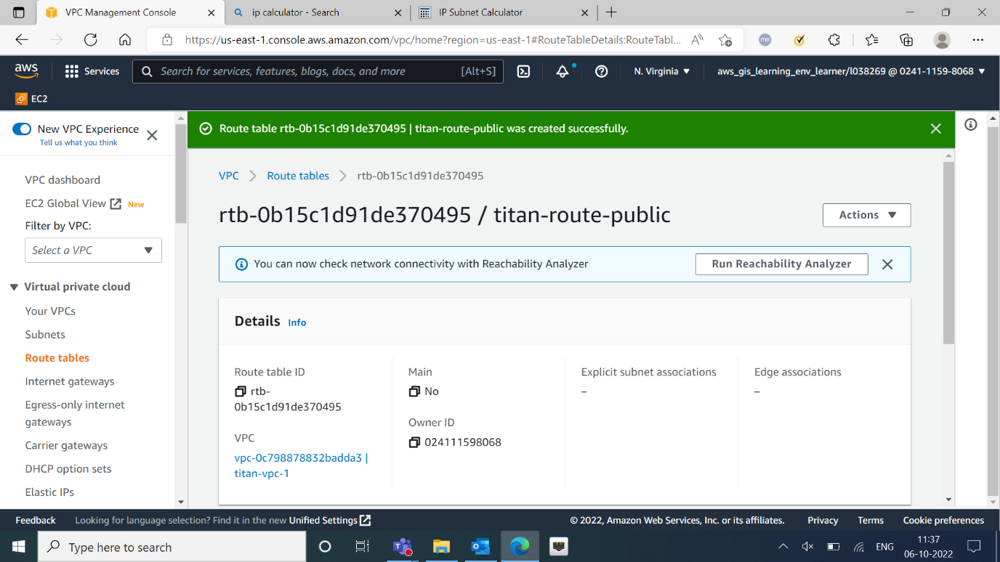 VPC Management Console
ip calculator - Search
IP Subnet Calculator
https://us-east-1.console.aws.amazon.com/vpc/home?region=us-east-1#RouteTableDetails:RouteTabl...
me
aws
Services
Search for services, features, blogs, docs, and more
[Alt+S]
N. Virginia
aws_gis_learning_env_learner/l038269 @ 0241-1159-8068
EC2
New VPC Experience
Tell us what you think
VPC dashboard
EC2 Global View
New
Filter by VPC:
Select a VPC
Virtual private cloud
Your VPCs
Subnets
Route tables
Internet gateways
Egress-only internet
gateways
Carrier gateways
DHCP option sets
Elastic IPs
Route table rtb-0b15c1d91de370495 | titan-route-public was created successfully.
VPC
Route tables
rtb-0b15c1d91de370495
rtb-0b15c1d91de370495 / titan-route-public
Actions
You can now check network connectivity with Reachability Analyzer
Run Reachability Analyzer
Details
Info
Route table ID
rtb-
0b15c1d91de370495
VPC
vpc-0c798878832badda3 |
titan-vpc-1
Main
No
Owner ID
024111598068
Explicit subnet associations
–
Edge associations
–
Feedback
Looking for language selection? Find it in the new Unified Settings
© 2022, Amazon Web Services, Inc. or its affiliates.
Privacy
Terms
Cookie preferences
Type here to search
ENG
11:37
06-10-2022